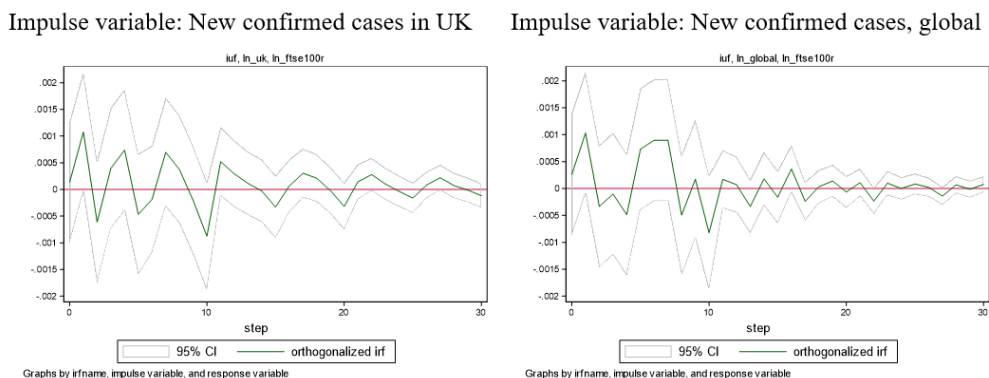 Impulse variable: New confirmed cases in UK
iuf, ln_uk, ln_ftse100r
.002
.0015
.001
.0005
0
-.0005
-.001
-.0015
-.002
0
10
20
30
step
95% CI
orthogonalized irf
Graphs by irfname, impulse variable, and response variable
Impulse variable: New confirmed cases, global
iuf, ln_global, ln_ftse100r
.002
.0015
.001
.0005
0
-.0005
-.001
-.0015
-.002
0
10
20
30
step
95% CI
orthogonalized irf
Graphs by irfname, impulse variable, and response variable